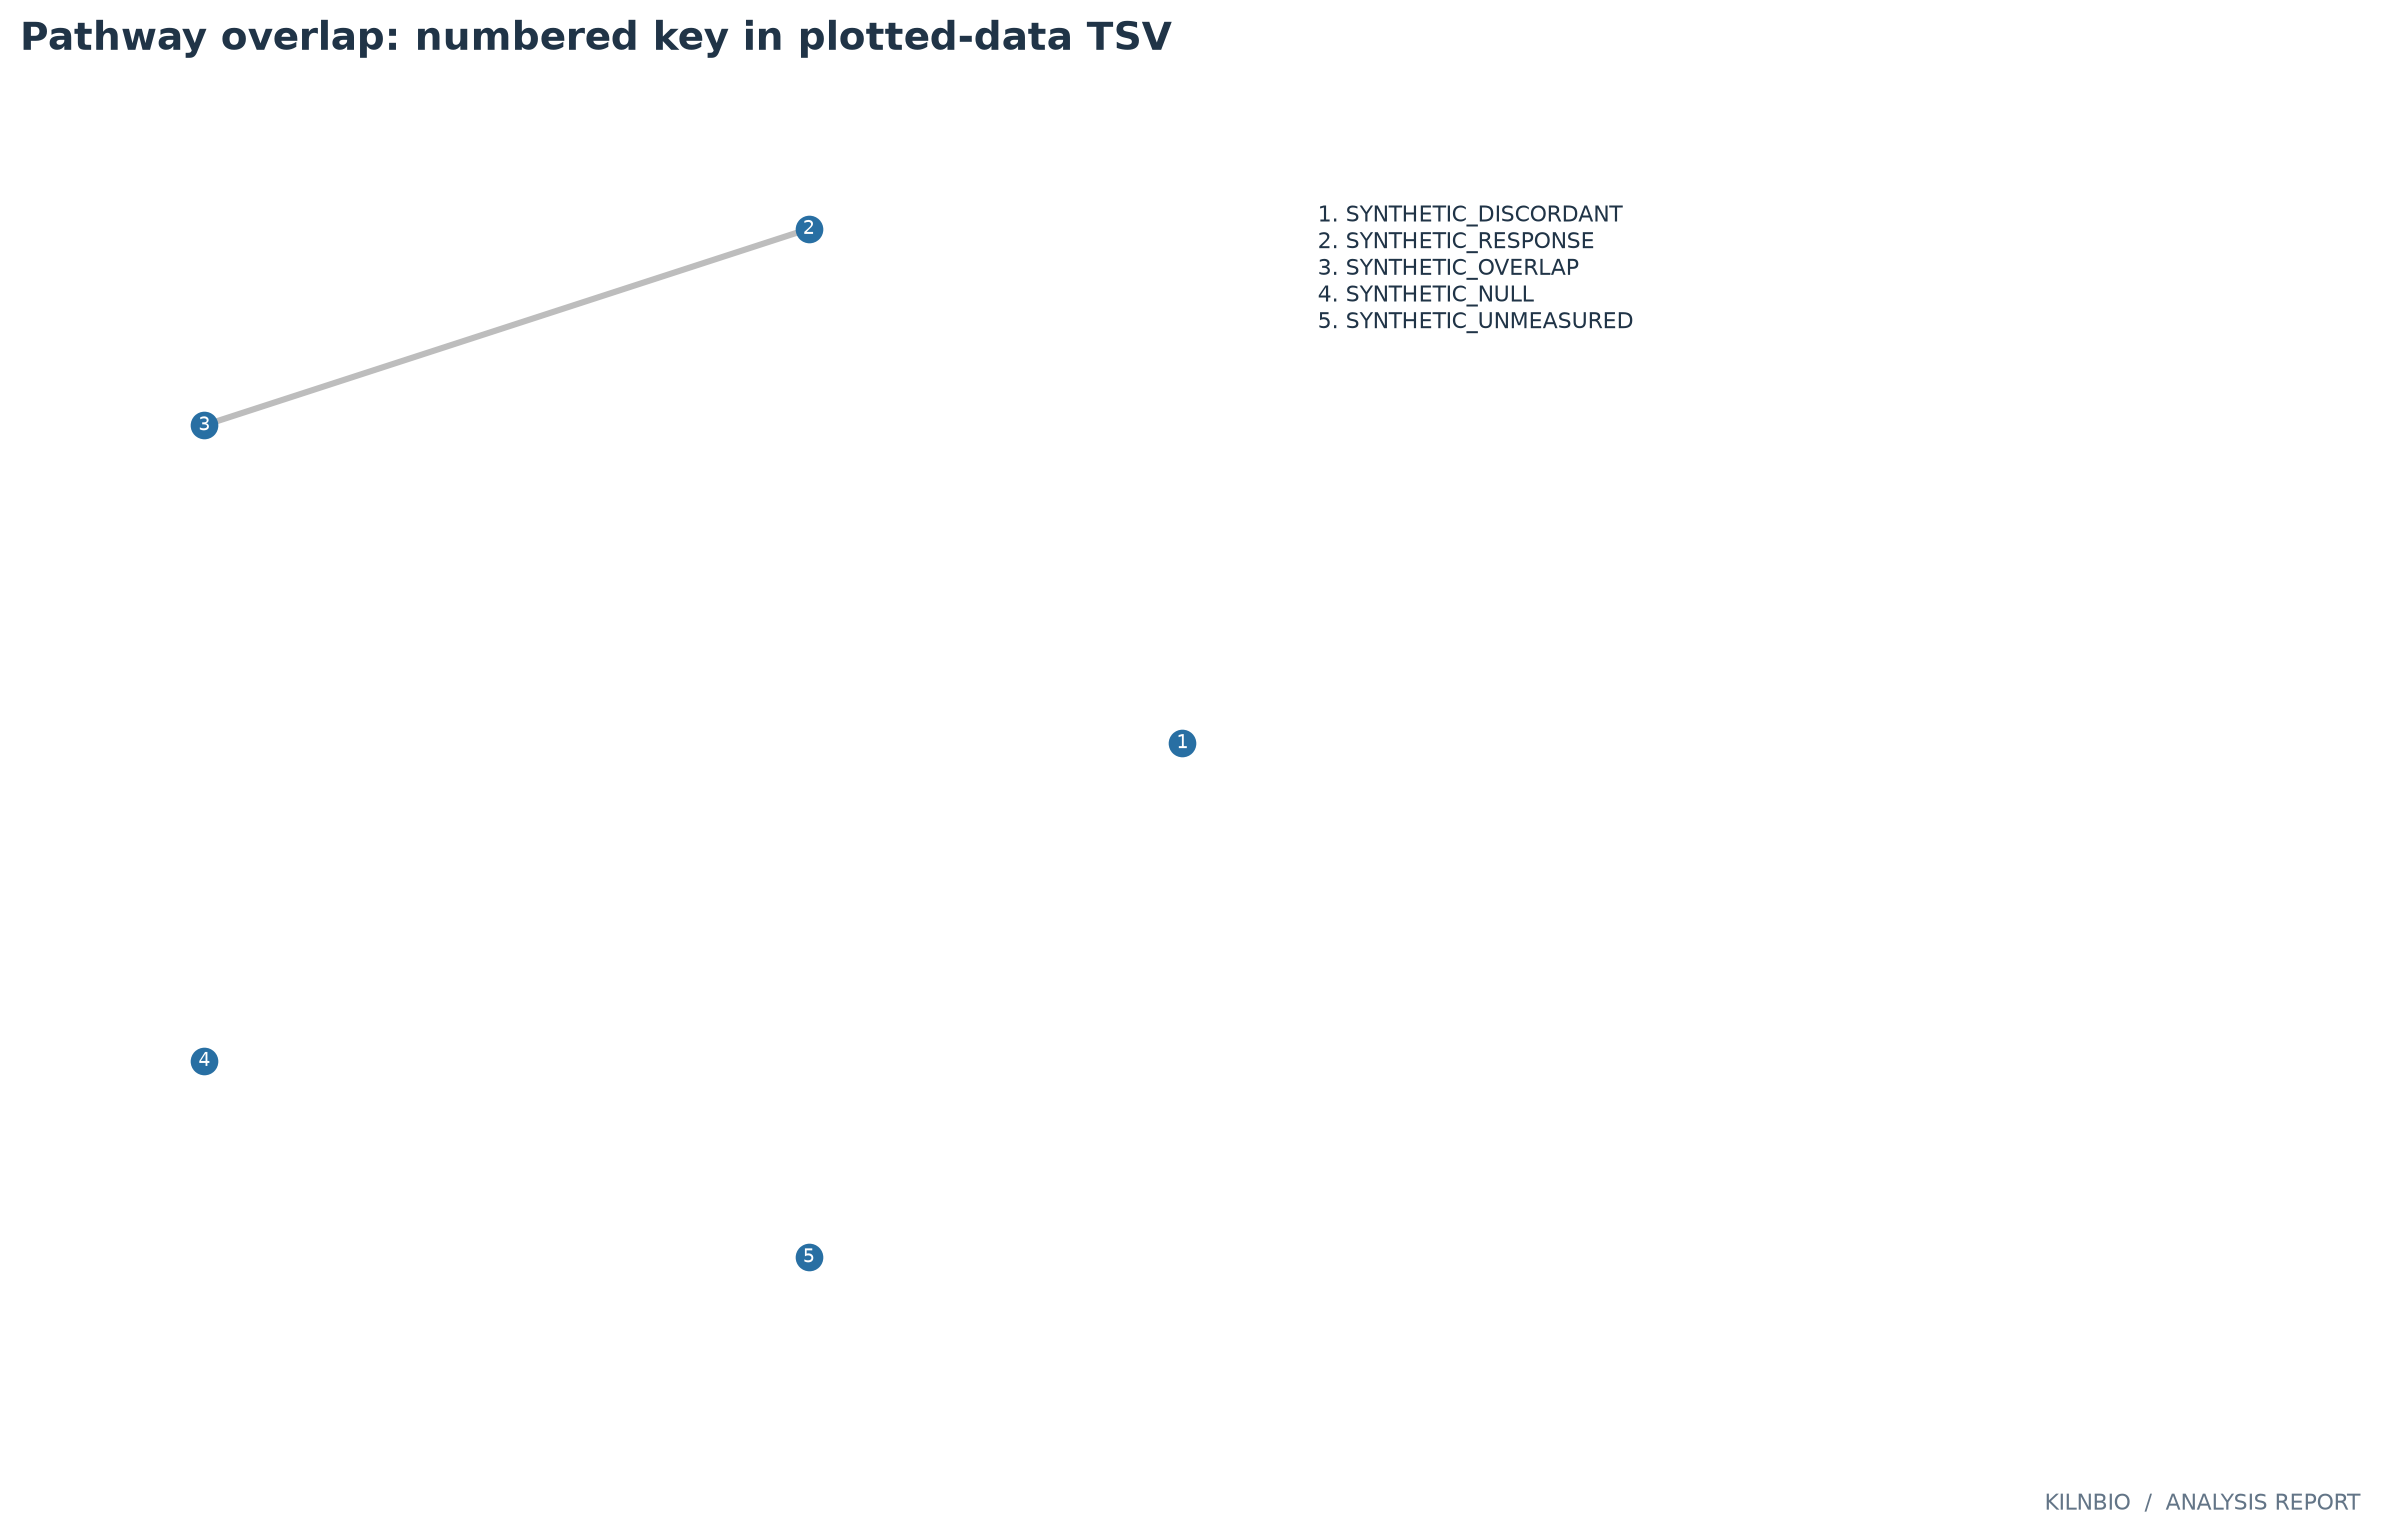 Pathway overlap: numbered key in plotted-data TSV
2
1. SYNTHETIC_DISCORDANT
2. SYNTHETIC_RESPONSE
3. SYNTHETIC_OVERLAP
4. SYNTHETIC_NULL
5. SYNTHETIC_UNMEASURED
3
1
4
5
KILNBIO / ANALYSIS REPORT